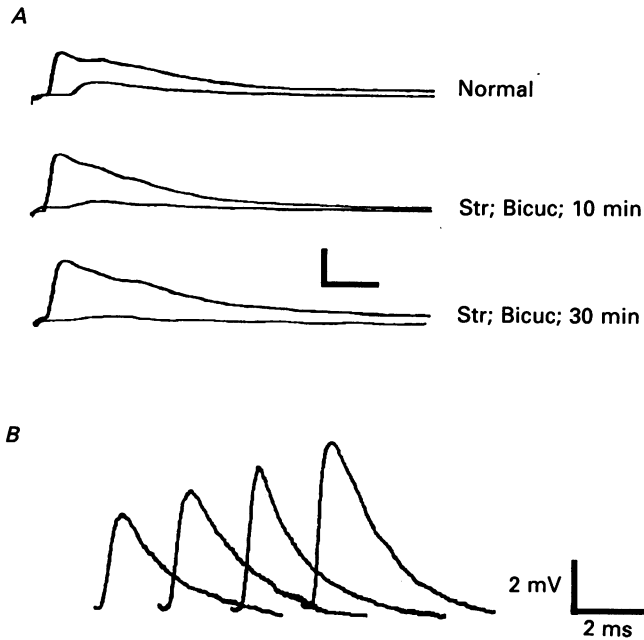 A
Normal
Str; Bicuc; 10 min
Str; Bicuc; 30 min
B
2 mV
2 ms